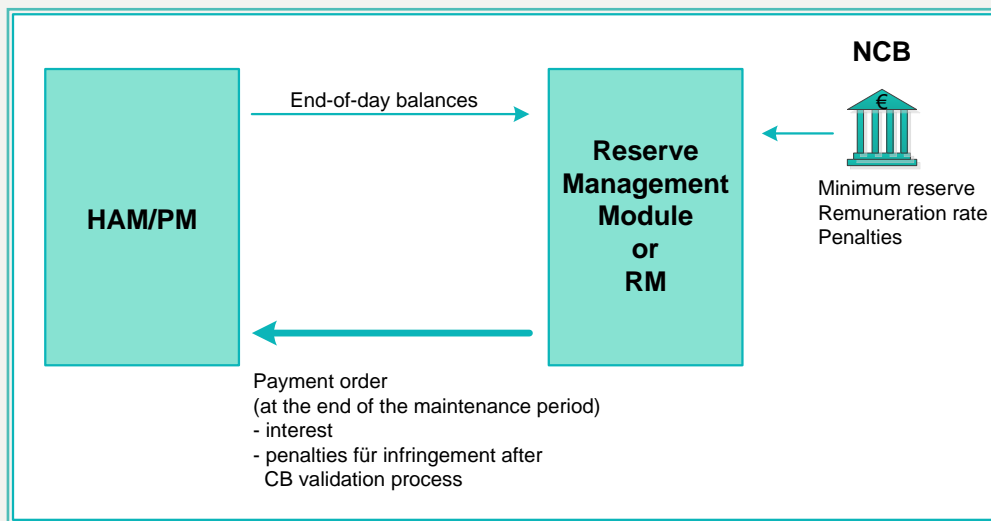 HAM/PM
End-of-day balances
Reserve
Management
Module
or
RM
NCB
€
Minimum reserve
Remuneration rate
Penalties
Payment order
(at the end of the maintenance period)
- interest
- penalties für infringement after
CB validation process